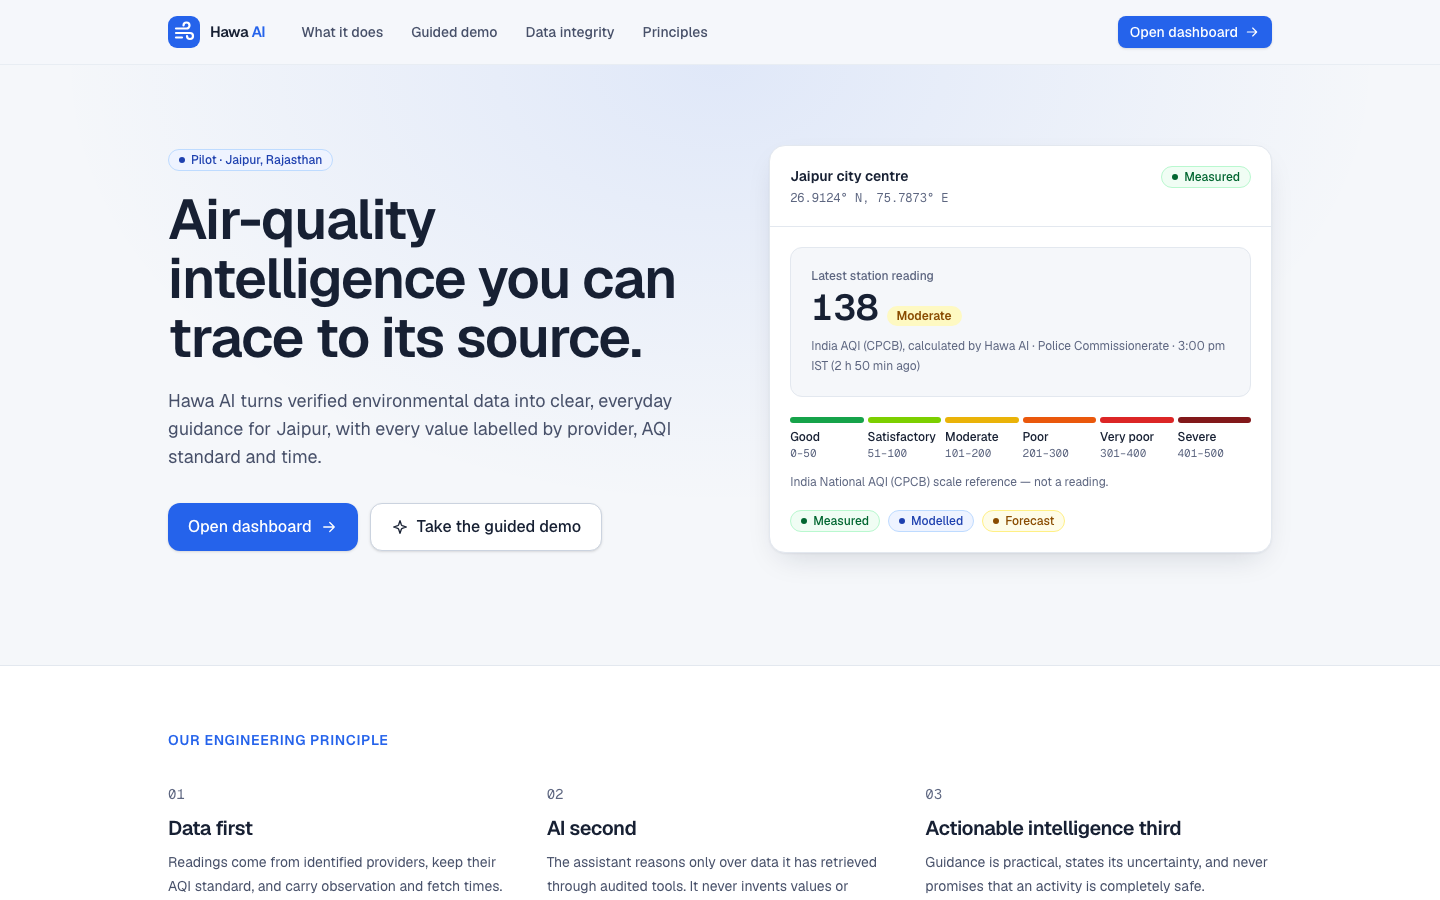 Hawa AI
What it does
Guided demo
Data integrity
Principles
Open dashboard →
Pilot · Jaipur, Rajasthan
Air-quality
intelligence you can
trace to its source.
Hawa AI turns verified environmental data into clear, everyday
guidance for Jaipur, with every value labelled by provider, AQI
standard and time.
Open dashboard →
Take the guided demo
Jaipur city centre
Measured
26.9124° N, 75.7873° E
Latest station reading
138 Moderate
India AQI (CPCB), calculated by Hawa AI · Police Commissionerate · 3:00 pm
IST (2 h 50 min ago)
Good Satisfactory Moderate Poor Very poor Severe
0–50 51–100 101–200 201–300 301–400 401–500
India National AQI (CPCB) scale reference — not a reading.
Measured Modelled Forecast
OUR ENGINEERING PRINCIPLE
01
Data first
Readings come from identified providers, keep their
AQI standard, and carry observation and fetch times.
02
AI second
The assistant reasons only over data it has retrieved
through audited tools. It never invents values or
03
Actionable intelligence third
Guidance is practical, states its uncertainty, and never
promises that an activity is completely safe.